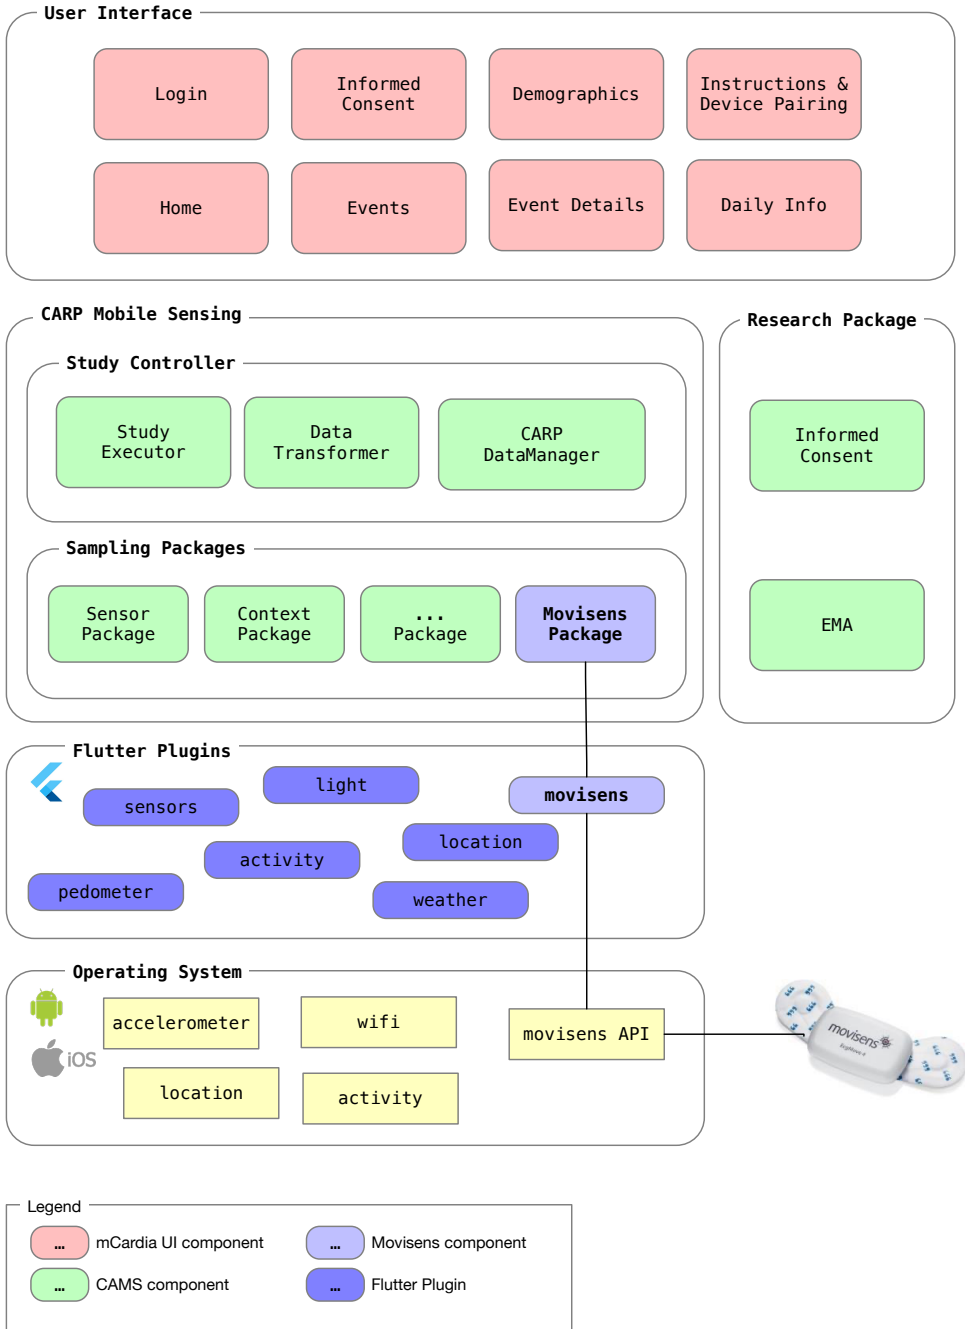 User Interface
Login
Informed
Consent
Demographics
Instructions &
Device Pairing
Home
Events
Event Details
Daily Info
CARP Mobile Sensing
Study Controller
Study
Executor
Data
Transformer
CARP
DataManager
Sampling Packages
Sensor
Package
Context
Package
...
Package
Movisens
Package
Research Package
Informed
Consent
EMA
Flutter Plugins
sensors
light
movisens
activity
location
pedometer
weather
Operating System
iOS
accelerometer
wifi
movisens API
location
activity
movisens
Legend
... mCardia UI component
... Movisens component
... CAMS component
... Flutter Plugin